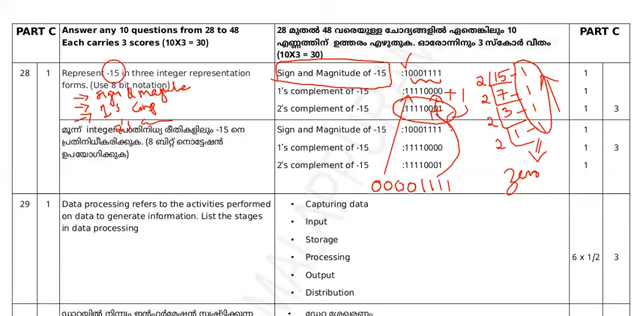 PART C
Answer any 10 questions from 28 to 48
Each carries 3 scores (10X3 = 30)
28 മുതൽ 48 വരെയുള്ള ചോദ്യങ്ങളിൽ ഏതെങ്കിലും 10
എണ്ണത്തിന് ഉത്തരം എഴുതുക. ഓരോന്നിനും 3 സ്കോർ വീതം
(10X3 = 30)
PART C
28
1
Represent -15 in three integer representation
forms. (Use 8 bit notation)
Sign and Magnitude of -15 :10001111
1's complement of -15 :11110000
2's complement of -15 :11110001
1
1
1
3
+1
2 15 - 1
2 7 - 1
2 3 - 1
2 1 - 1
2
Zero
മൂന്ന് integer പ്രതിനിധ്യ രീതികളിലും -15 നെ
പ്രതിനിധീകരിക്കുക. (8 ബിറ്റ് നൊട്ടേഷൻ
ഉപയോഗിക്കുക)
Sign and Magnitude of -15 :10001111
1's complement of -15 :11110000
2's complement of -15 :11110001
1
1
1
3
00001111
29
1
Data processing refers to the activities performed
on data to generate information. List the stages
in data processing
• Capturing data
• Input
• Storage
• Processing
• Output
• Distribution
6 x 1/2
3
ഡാറ്റയിൽ നിന്നും ഇൻഫർമേഷൻ സൃഷ്ടിക്കുന്ന
• ഡേറ്റ ശേഖരണം